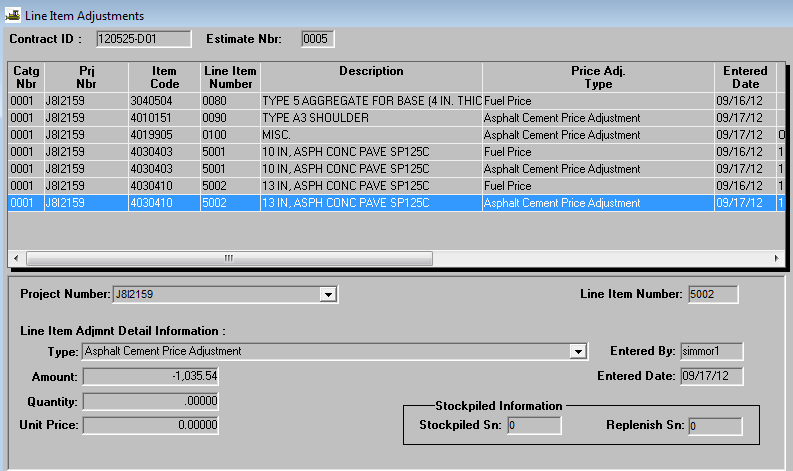 Line Item Adjustments
Contract ID : 120525-D01 Estimate Nbr: 0005
Catg Nbr Prj Nbr Item Code Line Item Number Description Price Adj. Type Entered Date
0001 J8I2159 3040504 0080 TYPE 5 AGGREGATE FOR BASE (4 IN. THIC Fuel Price 09/16/12
0001 J8I2159 4010151 0090 TYPE A3 SHOULDER Asphalt Cement Price Adjustment 09/17/12
0001 J8I2159 4019905 0100 MISC. Asphalt Cement Price Adjustment 09/17/12 0
0001 J8I2159 4030403 5001 10 IN, ASPH CONC PAVE SP125C Fuel Price 09/16/12 1
0001 J8I2159 4030403 5001 10 IN, ASPH CONC PAVE SP125C Asphalt Cement Price Adjustment 09/17/12 1
0001 J8I2159 4030410 5002 13 IN, ASPH CONC PAVE SP125C Fuel Price 09/16/12 1
0001 J8I2159 4030410 5002 13 IN, ASPH CONC PAVE SP125C Asphalt Cement Price Adjustment 09/17/12 1
Project Number: J8I2159 Line Item Number: 5002
Line Item Adjmnt Detail Information :
Type: Asphalt Cement Price Adjustment Entered By: simmor1
Amount: -1,035.54 Entered Date: 09/17/12
Quantity: .00000
Stockpiled Information
Unit Price: 0.00000 Stockpiled Sn: 0 Replenish Sn: 0